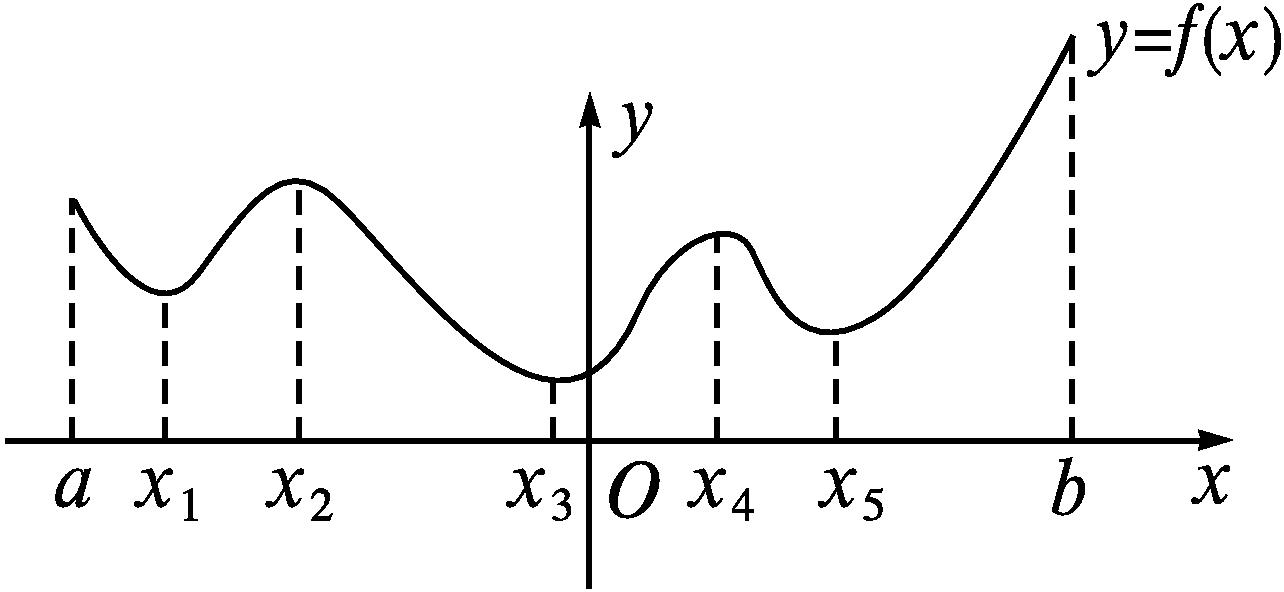 y=f(x)
y
a x₁ x₂ x₃ O x₄ x₅ b x